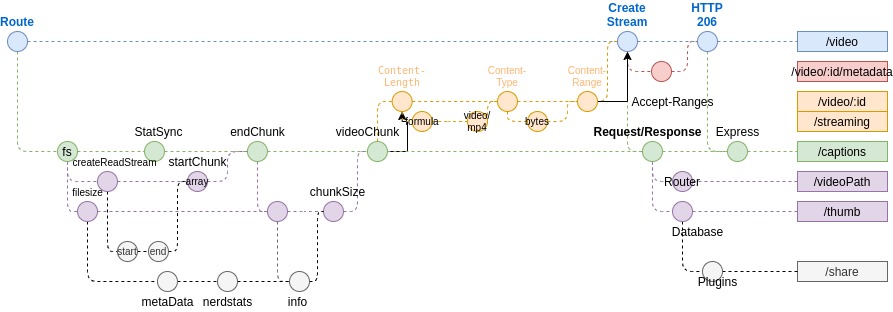 Route
Create
Stream
HTTP
206
/video
Content-
Length
Content-
Type
Content-
Range
/video/:id/metadata
Accept-Ranges
/video/:id
formula
video/
mp4
bytes
/streaming
StatSync
endChunk
videoChunk
Request/Response
Express
fs
/captions
createReadStream
startChunk
array
Router
/videoPath
filesize
chunkSize
/thumb
Database
start
end
/share
Plugins
metaData
nerdstats
info